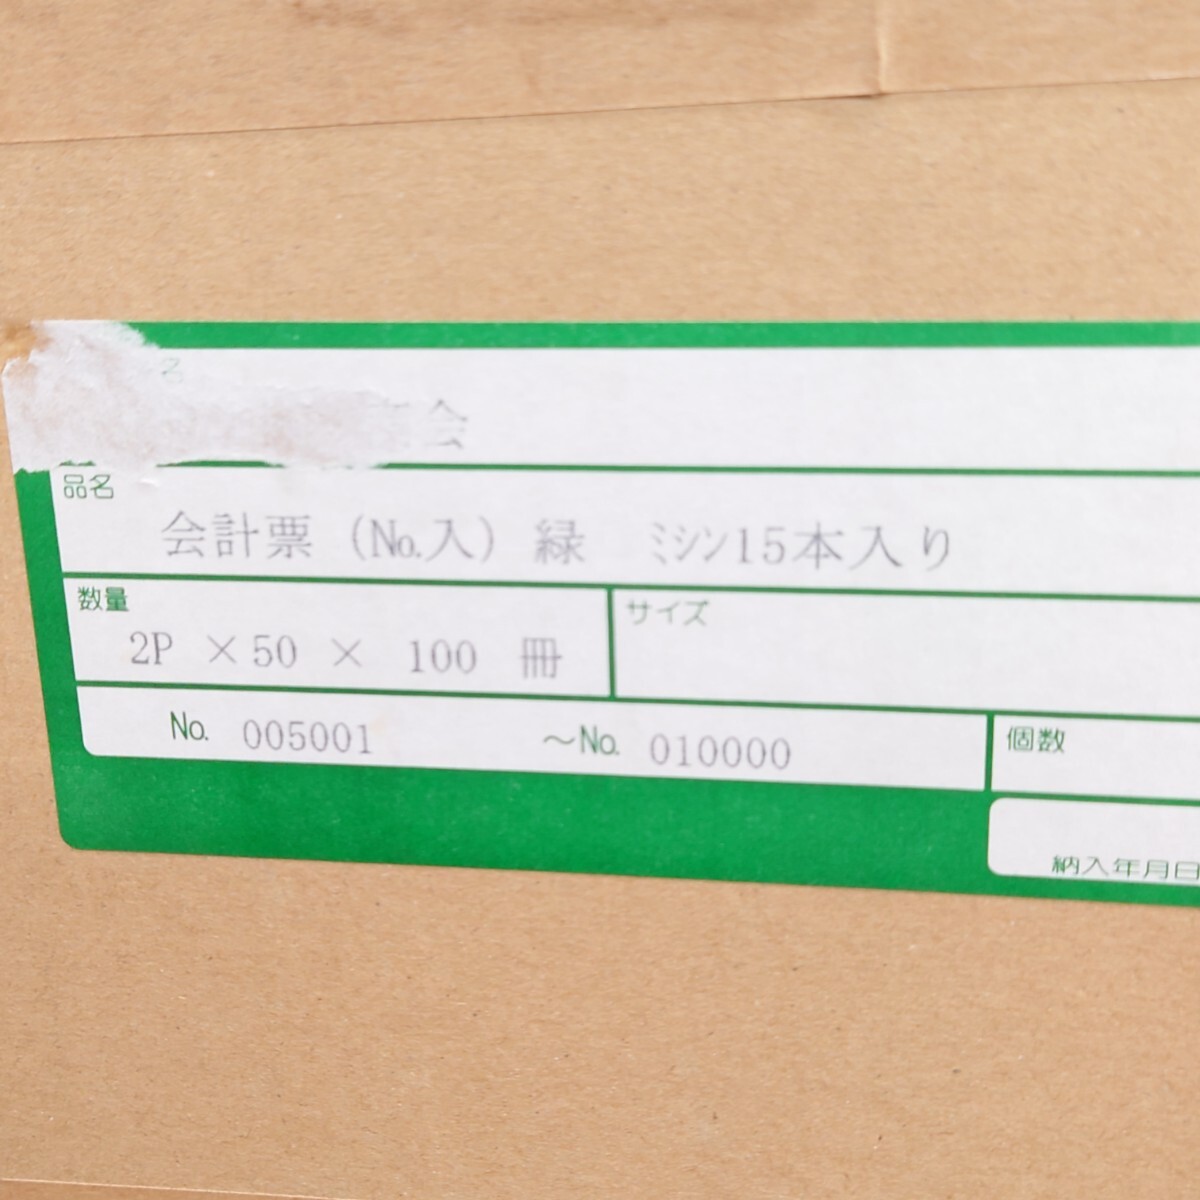 名
会
品名
会計票(No.入) 緑 ﾐｼﾝ15本入り
数量
2P ×50 × 100 冊
サイズ
No. 005001 ～No. 010000
個数
納入年月日